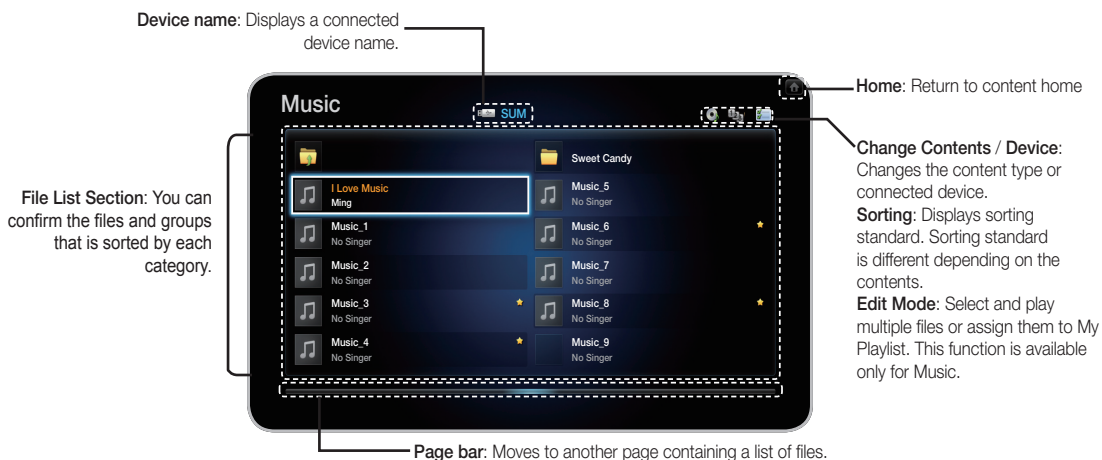 Device name: Displays a connected
device name.
Home: Return to content home
Music
SUM
Change Contents / Device:
Changes the content type or
connected device.
Sorting: Displays sorting
standard. Sorting standard
is different depending on the
contents.
Edit Mode: Select and play
multiple files or assign them to My
Playlist. This function is available
only for Music.
File List Section: You can
confirm the files and groups
that is sorted by each
category.
I Love Music
Ming
Music_1
No Singer
Music_2
No Singer
Music_3
No Singer
Music_4
No Singer
Sweet Candy
Music_5
No Singer
Music_6
No Singer
Music_7
No Singer
Music_8
No Singer
Music_9
No Singer
Page bar: Moves to another page containing a list of files.